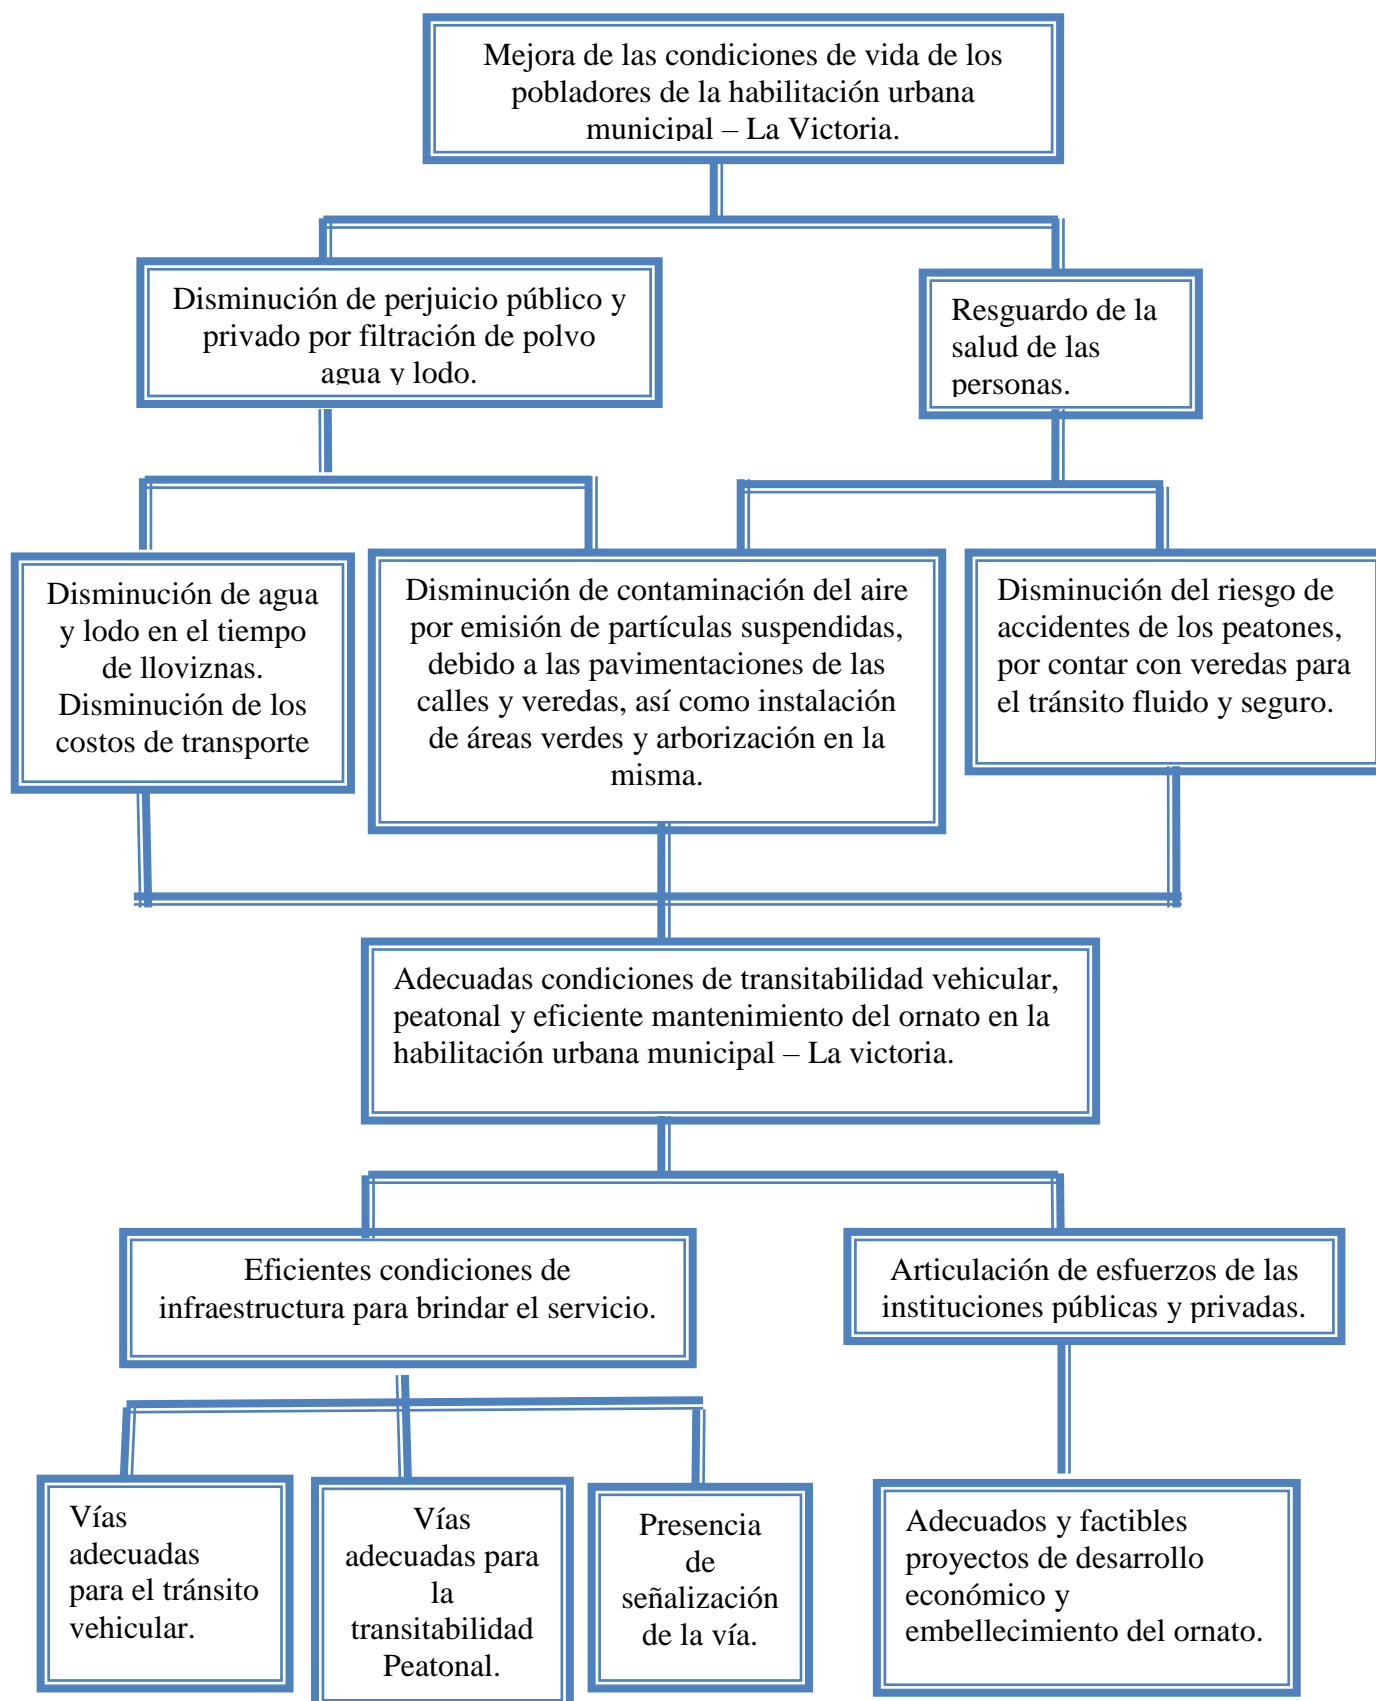 Mejora de las condiciones de vida de los
pobladores de la habilitación urbana
municipal – La Victoria.
Disminución de perjuicio público y
privado por filtración de polvo
agua y lodo.
Resguardo de la
salud de las
personas.
Disminución de agua
y lodo en el tiempo
de lloviznas.
Disminución de los
costos de transporte
Disminución de contaminación del aire
por emisión de partículas suspendidas,
debido a las pavimentaciones de las
calles y veredas, así como instalación
de áreas verdes y arborización en la
misma.
Disminución del riesgo de
accidentes de los peatones,
por contar con veredas para
el tránsito fluido y seguro.
Adecuadas condiciones de transitabilidad vehicular,
peatonal y eficiente mantenimiento del ornato en la
habilitación urbana municipal – La victoria.
Eficientes condiciones de
infraestructura para brindar el servicio.
Articulación de esfuerzos de las
instituciones públicas y privadas.
Vías
adecuadas
para el tránsito
vehicular.
Vías
adecuadas para
la
transitabilidad
Peatonal.
Presencia
de
señalización
de la vía.
Adecuados y factibles
proyectos de desarrollo
económico y
embellecimiento del ornato.